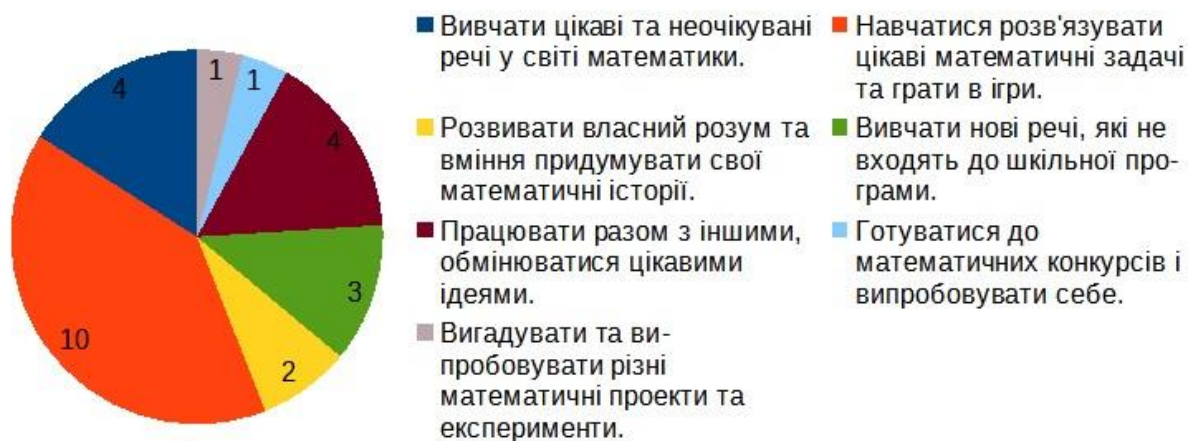 4
1
1
4
3
2
10
Вивчати цікаві та неочікувані
речі у світі математики.
Навчатися розв'язувати
цікаві математичні задачі
та грати в ігри.
Розвивати власний розум та
вміння придумувати свої
математичні історії.
Вивчати нові речі, які не
входять до шкільної про-
грами.
Працювати разом з іншими,
обмінюватися цікавими
ідеями.
Готуватися до
математичних конкурсів і
випробовувати себе.
Вигадувати та ви-
пробовувати різні
математичні проекти та
експерименти.